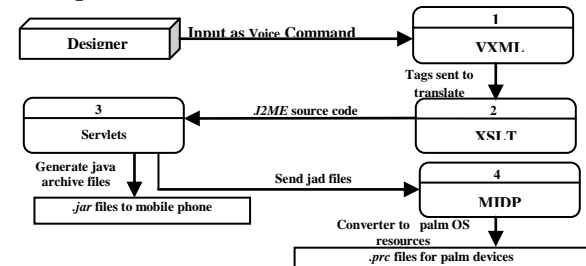 1
Designer
Input as Voice Command
VXML
Tags sent to
translate
3
J2ME source code
2
Servlets
XSLT
Generate java
archive files
Send jad files
4
.jar files to mobile phone
MIDP
Converter to palm OS
resources
.prc files for palm devices